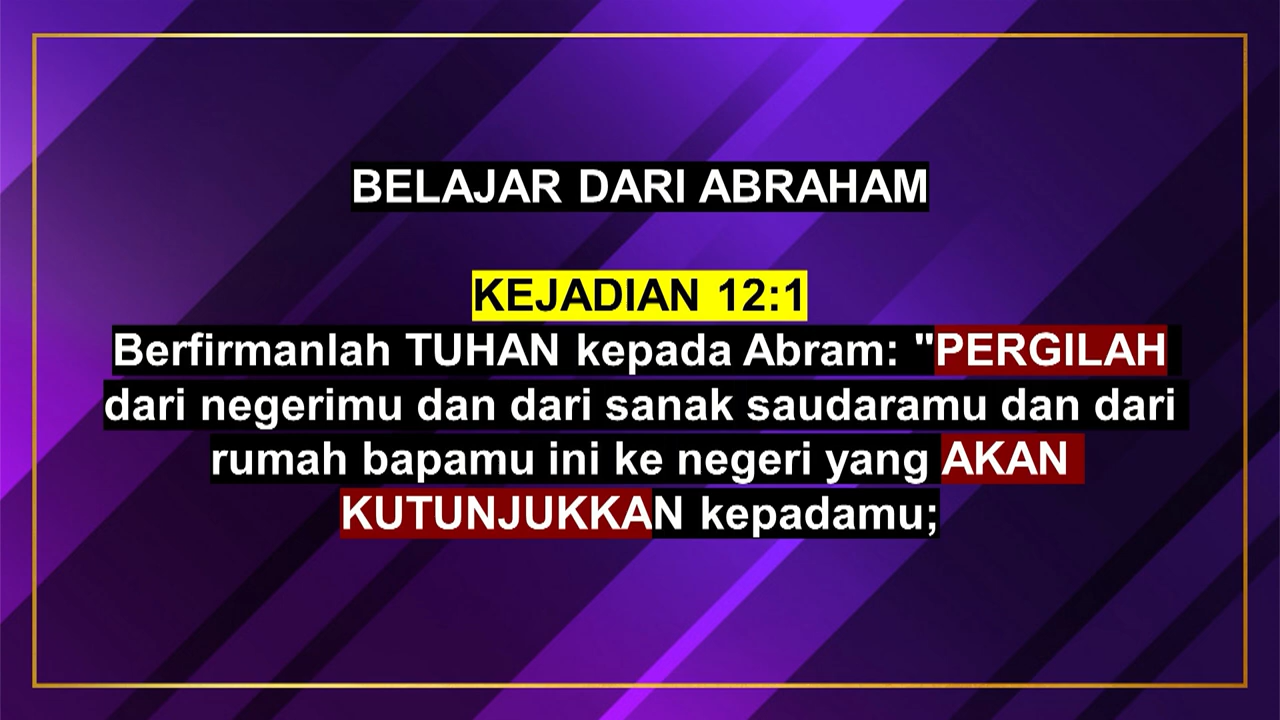 BELAJAR DARI ABRAHAM
KEJADIAN 12:1
Berfirmanlah TUHAN kepada Abram: "PERGILAH
dari negerimu dan dari sanak saudaramu dan dari
rumah bapamu ini ke negeri yang AKAN
KUTUNJUKKAN kepadamu;